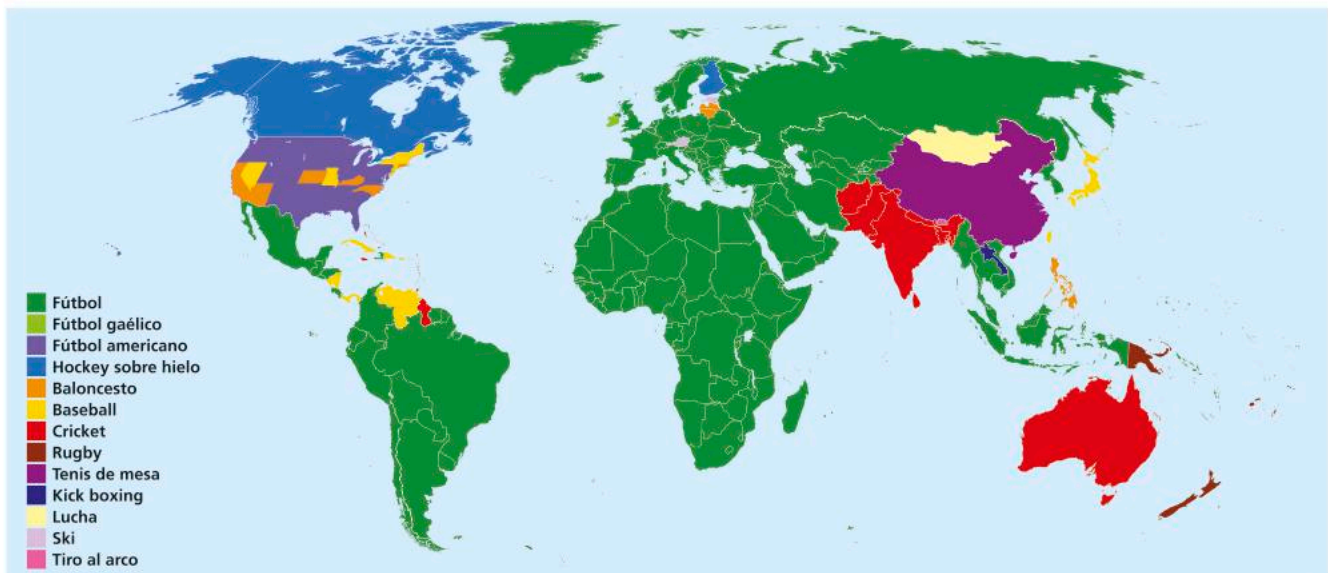 Fútbol
Fútbol gaélico
Fútbol americano
Hockey sobre hielo
Baloncesto
Baseball
Cricket
Rugby
Tenis de mesa
Kick boxing
Lucha
Ski
Tiro al arco